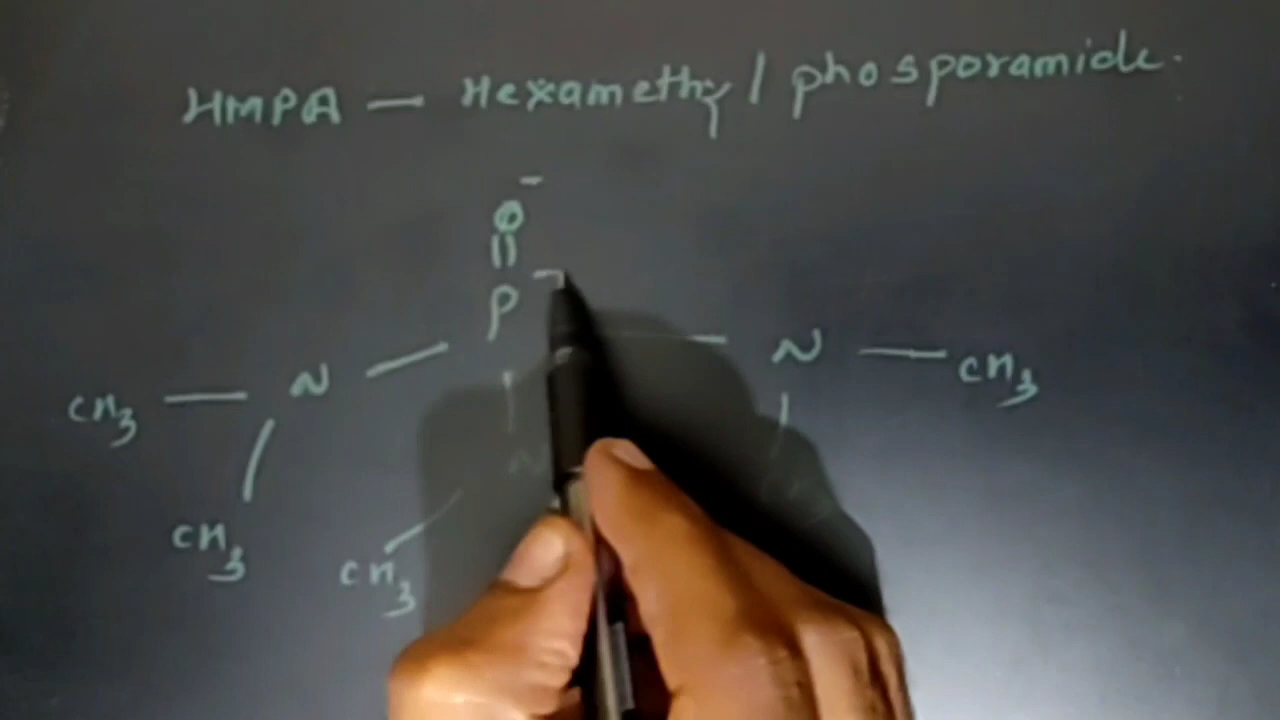 HMPA — Hexamethyl phosporamide.
O
P
N
N
CH3
CH3
N
CH3
CH3